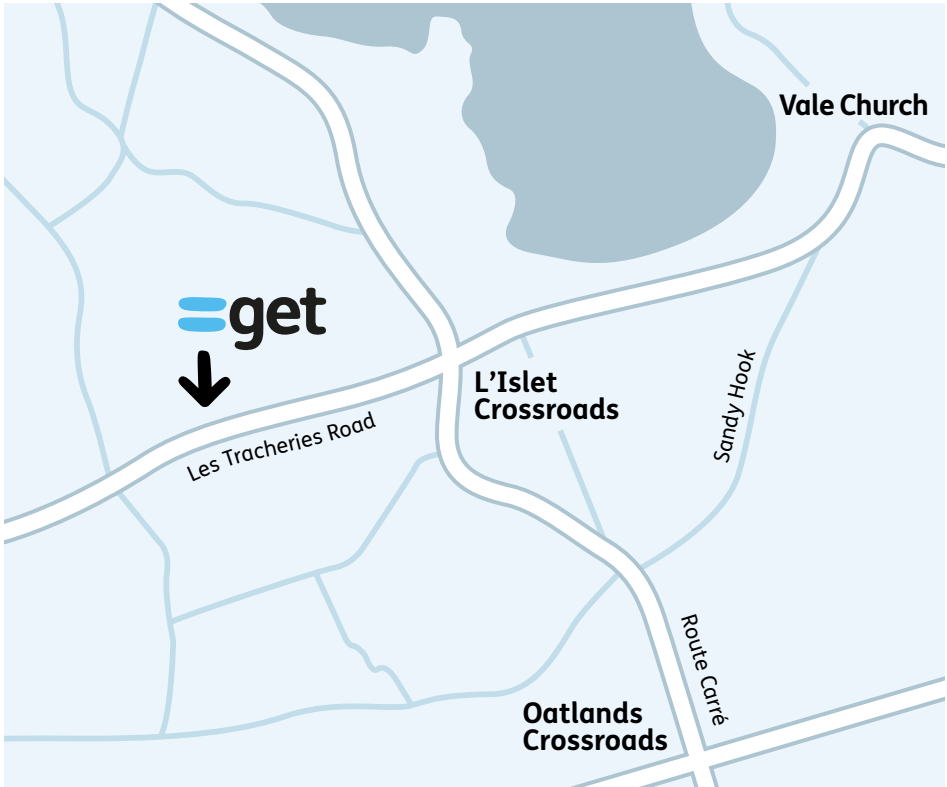 Vale Church
=get
L'Islet
Crossroads
Sandy Hook
Les Tracheries Road
Route Carré
Oatlands
Crossroads